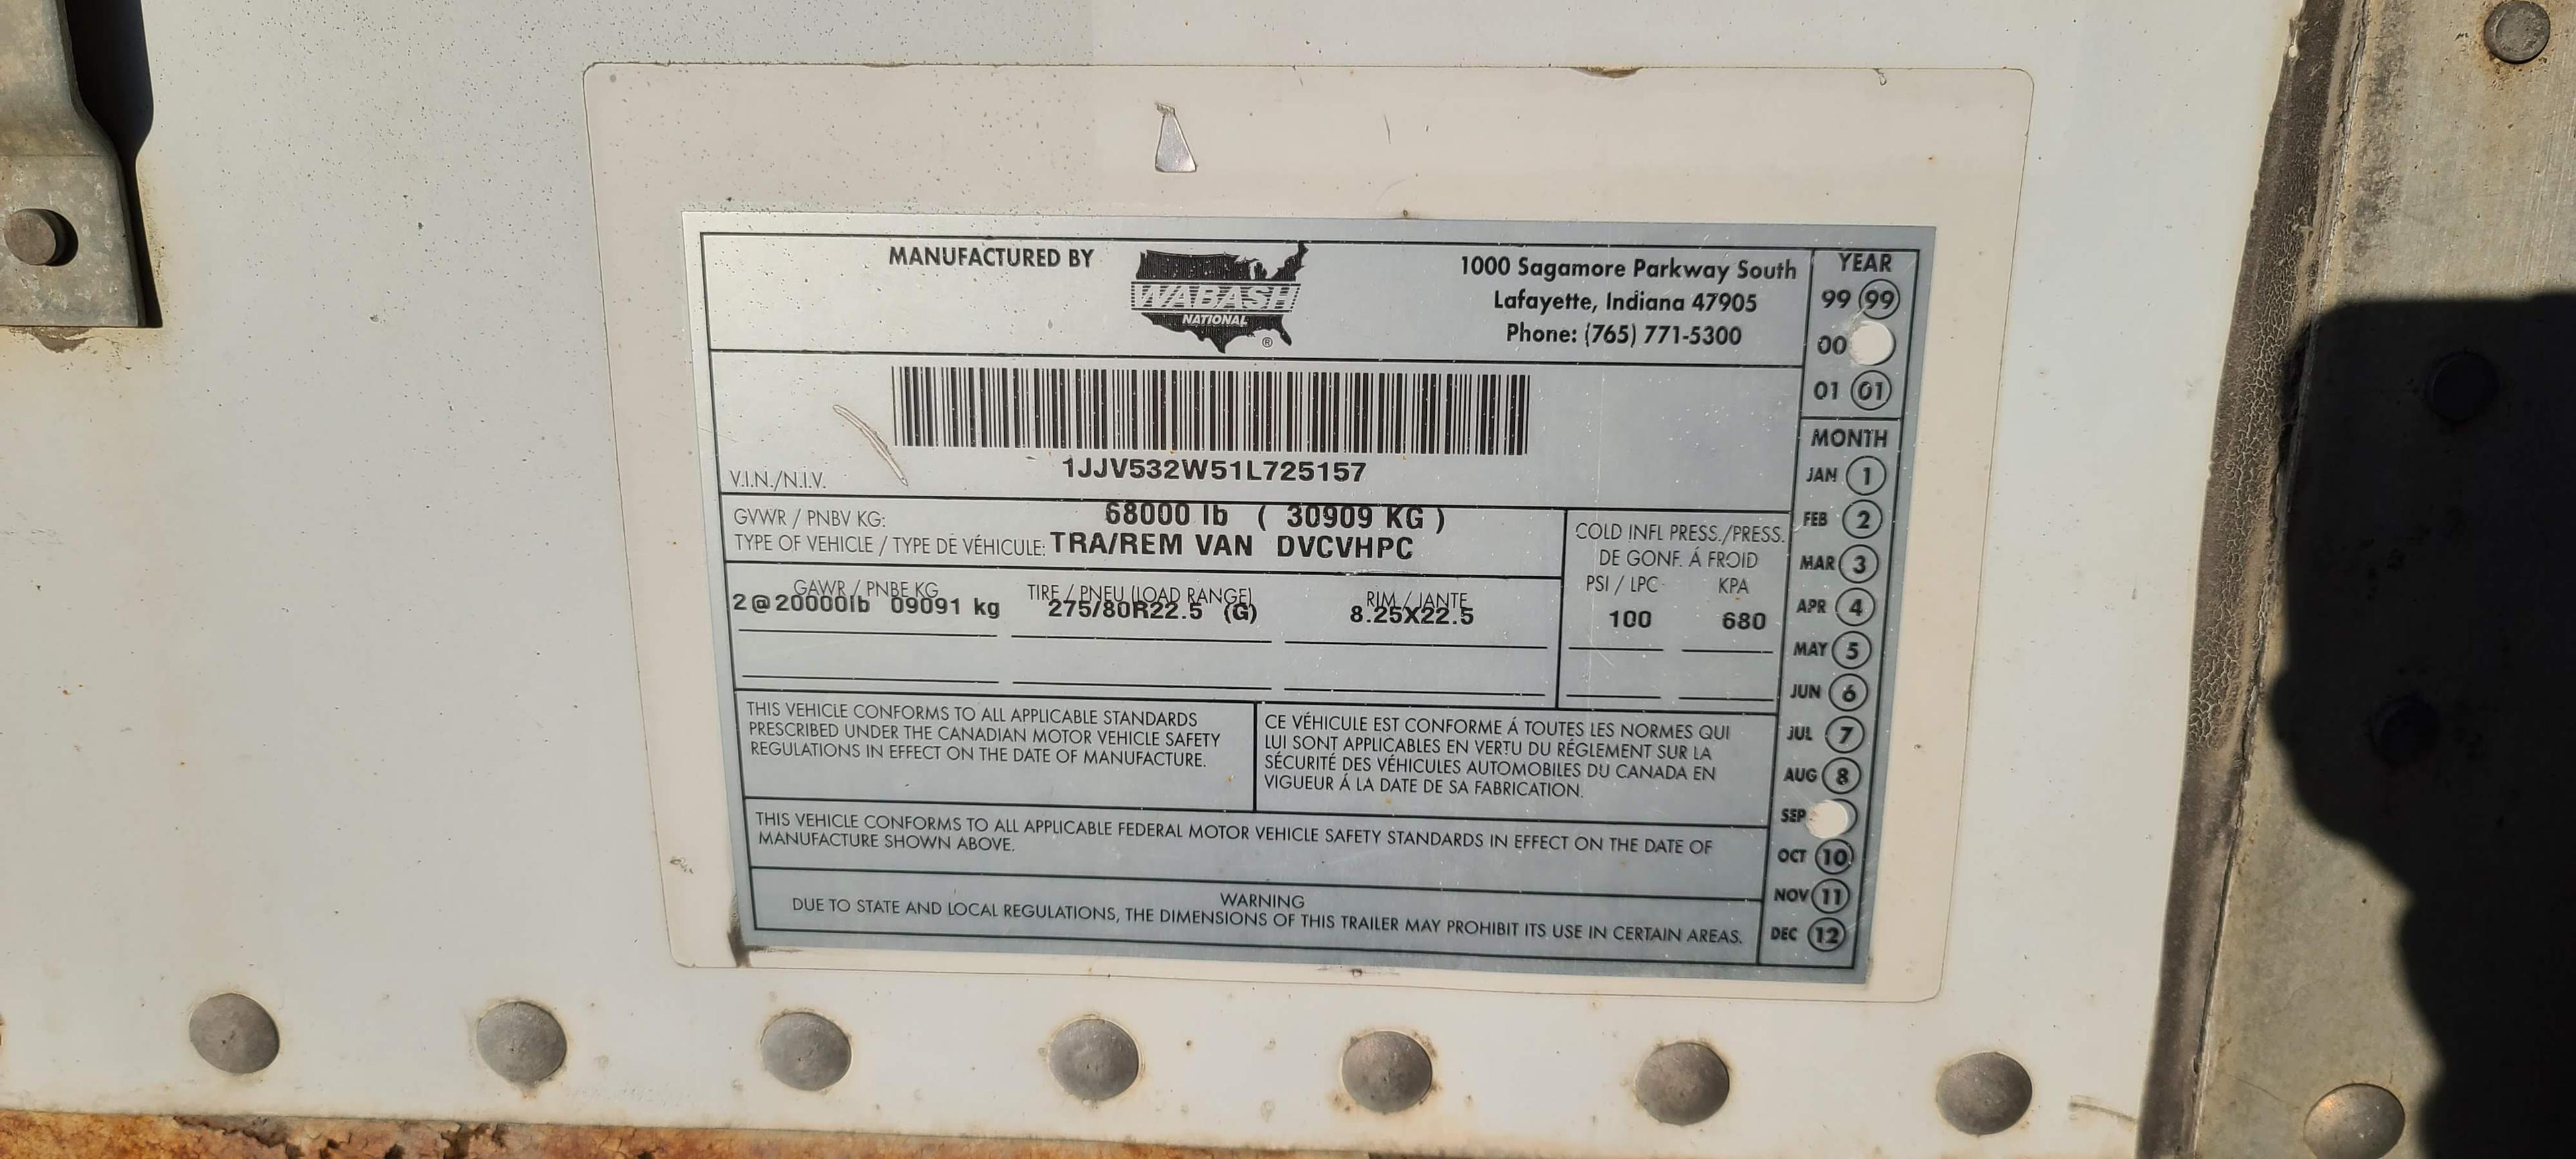 MANUFACTURED BY
WABASH
NATIONAL
®
1000 Sagamore Parkway South
Lafayette, Indiana 47905
Phone: (765) 771-5300
V.I.N./N.I.V.
1JJV532W51L725157
GVWR / PNBV KG: 68000 lb ( 30909 KG )
TYPE OF VEHICLE / TYPE DE VÉHICULE: TRA/REM VAN DVCVHPC
COLD INFL PRESS./PRESS.
DE GONF. Á FROID
PSI / LPC KPA
100 680
GAWR / PNBE KG TIRE / PNEU (LOAD RANGE) RIM / JANTE
2@20000lb 09091 kg 275/80R22.5 (G) 8.25X22.5
THIS VEHICLE CONFORMS TO ALL APPLICABLE STANDARDS
PRESCRIBED UNDER THE CANADIAN MOTOR VEHICLE SAFETY
REGULATIONS IN EFFECT ON THE DATE OF MANUFACTURE.
CE VÉHICULE EST CONFORME Á TOUTES LES NORMES QUI
LUI SONT APPLICABLES EN VERTU DU RÉGLEMENT SUR LA
SÉCURITÉ DES VÉHICULES AUTOMOBILES DU CANADA EN
VIGUEUR Á LA DATE DE SA FABRICATION.
THIS VEHICLE CONFORMS TO ALL APPLICABLE FEDERAL MOTOR VEHICLE SAFETY STANDARDS IN EFFECT ON THE DATE OF
MANUFACTURE SHOWN ABOVE.
WARNING
DUE TO STATE AND LOCAL REGULATIONS, THE DIMENSIONS OF THIS TRAILER MAY PROHIBIT ITS USE IN CERTAIN AREAS.
YEAR
99 99
00
01 01
MONTH
JAN 1
FEB 2
MAR 3
APR 4
MAY 5
JUN 6
JUL 7
AUG 8
SEP
OCT 10
NOV 11
DEC 12